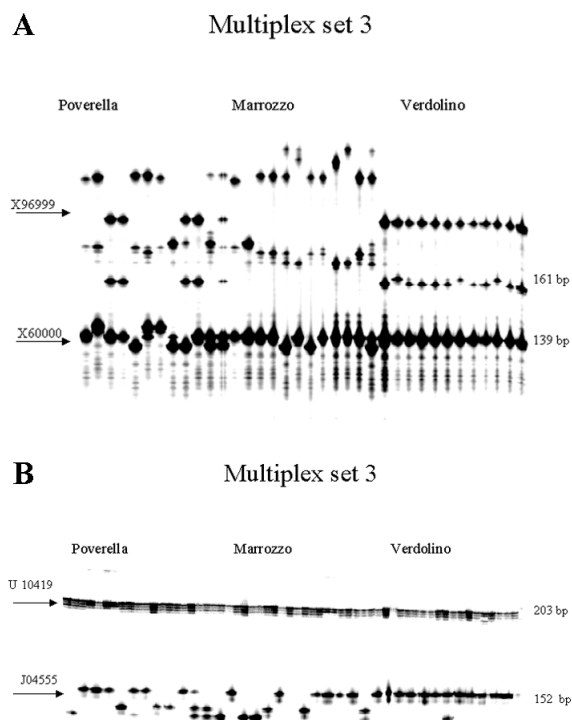 A
Multiplex set 3
Poverella Marrozzo Verdolino
X96999
161 bp
X60000
139 bp
B
Multiplex set 3
Poverella Marrozzo Verdolino
U 10419
203 bp
J04555
152 bp